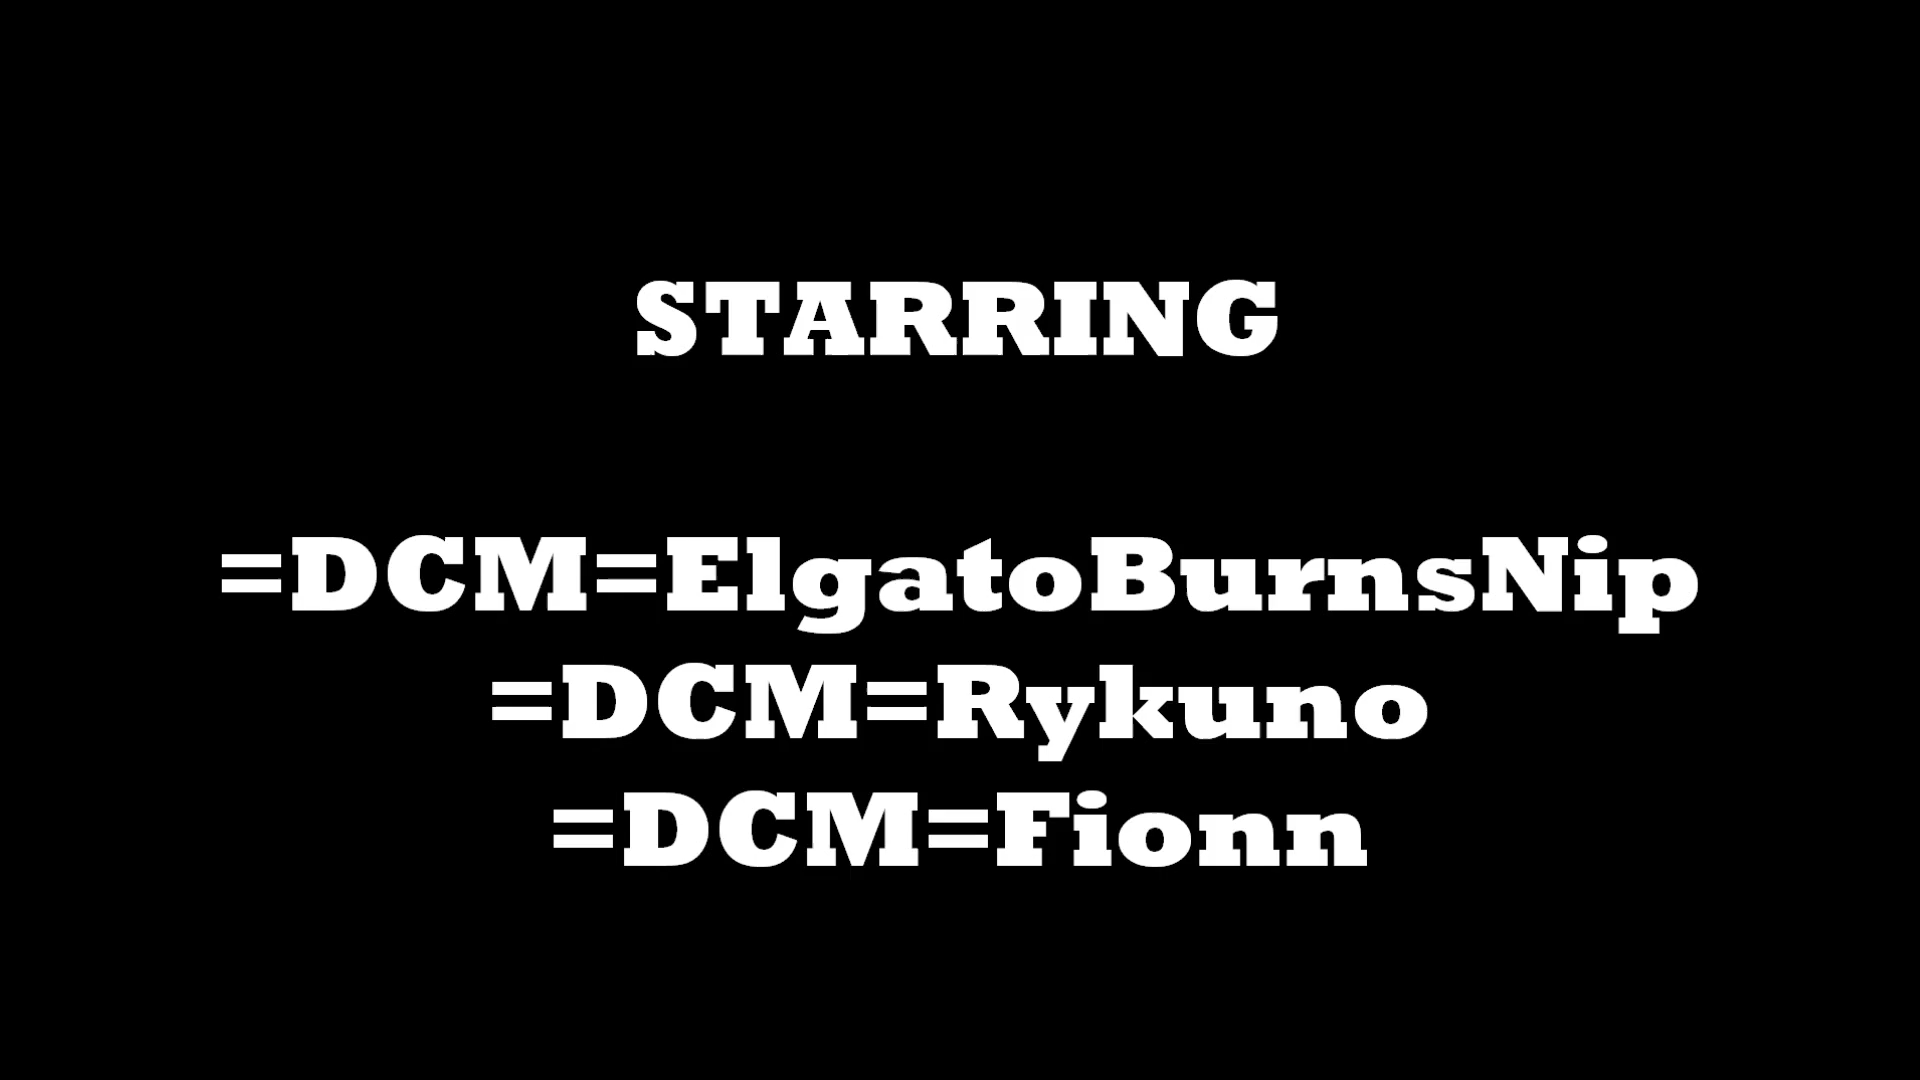 STARRING
=DCM=ElgatoBurnsNip
=DCM=Rykuno
=DCM=Fionn